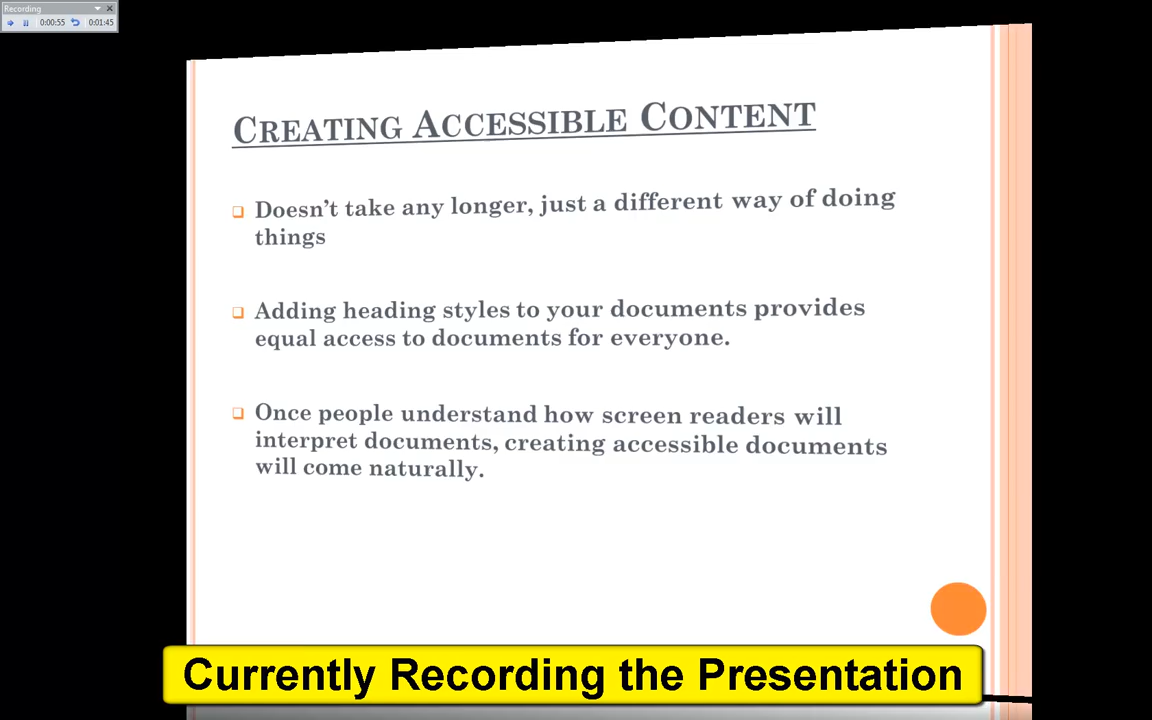 Recording
0:00:55 0:01:45
CREATING ACCESSIBLE CONTENT
Doesn't take any longer, just a different way of doing
things
Adding heading styles to your documents provides
equal access to documents for everyone.
Once people understand how screen readers will
interpret documents, creating accessible documents
will come naturally.
Currently Recording the Presentation